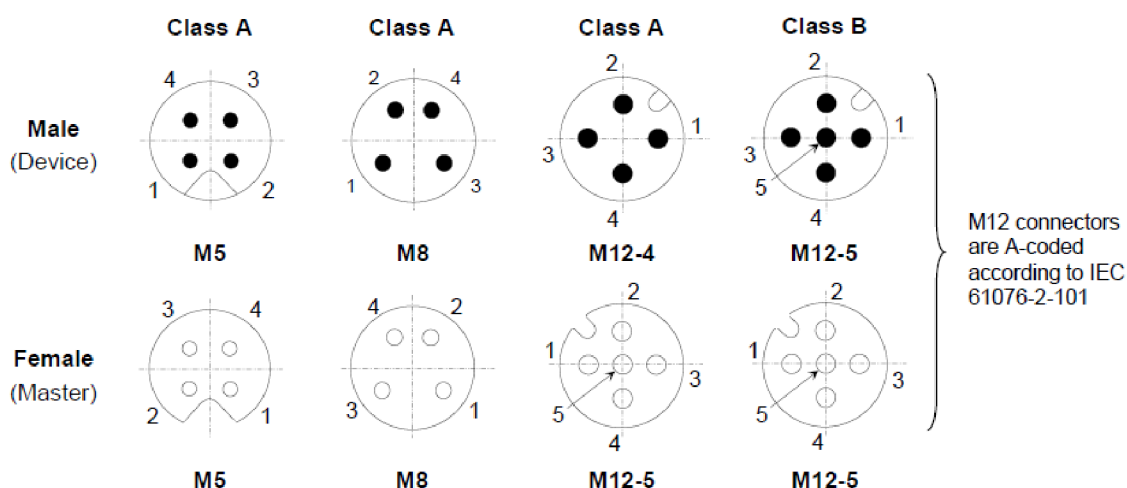 Class A Class A Class A Class B
4 3 2 4 2 2
Male
(Device)
1 1
3 3
5
1 2 1 3 4 4
M5 M8 M12-4 M12-5
M12 connectors
are A-coded
according to IEC
61076-2-101
3 4 4 2 2 2
Female
(Master)
1 1
3 3
5 5
2 1 3 1 4 4
M5 M8 M12-5 M12-5